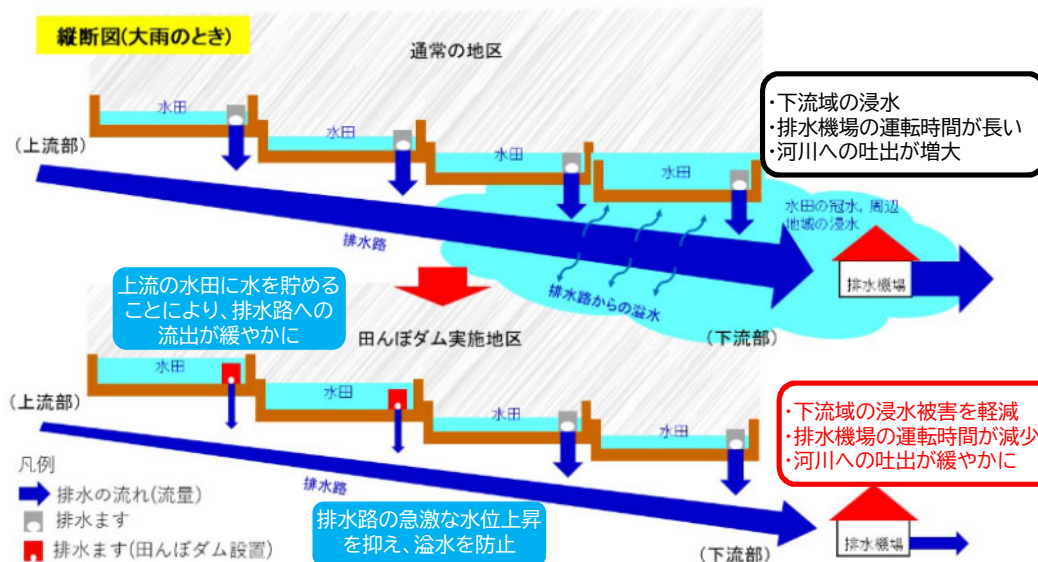 縦断図(大雨のとき)
通常の地区
水田
水田
水田
水田
(上流部)
・下流域の浸水
・排水機場の運転時間が長い
・河川への吐出が増大
水田の冠水, 周辺
地域の浸水
排水路
排水路からの溢水
排水機場
(下流部)
上流の水田に水を貯める
ことにより、排水路への
流出が緩やかに
田んぼダム実施地区
水田
水田
水田
水田
(上流部)
・下流域の浸水被害を軽減
・排水機場の運転時間が減少
・河川への吐出が緩やかに
凡例
排水の流れ(流量)
排水ます
排水ます(田んぼダム設置)
排水路
排水路の急激な水位上昇
を抑え、溢水を防止
(下流部)
排水機場